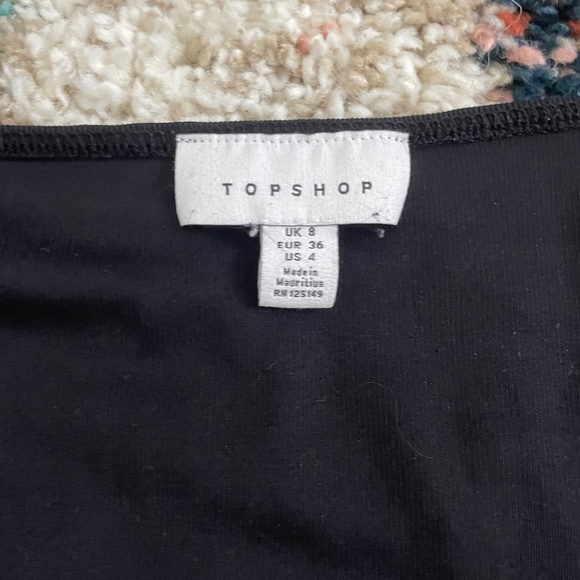 TOPSHOP
UK 8
EUR 36
US 4
Made in
Mauritius
RN 125149